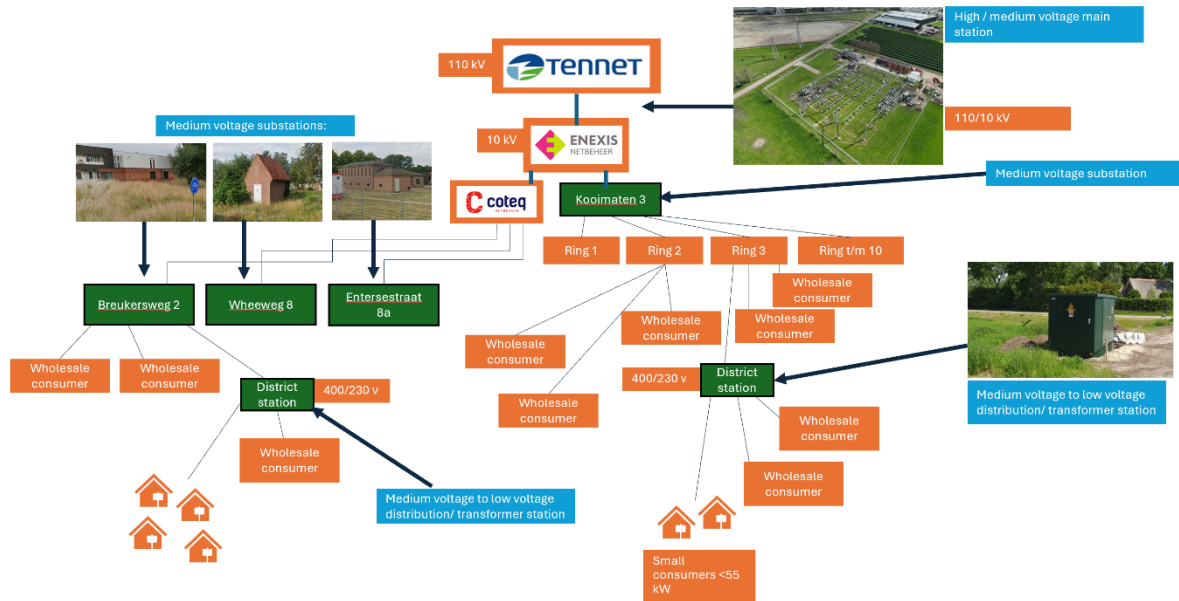 High / medium voltage main
station
110 kV
TENNET
110/10 kV
Medium voltage substations:
10 kV
ENEXIS
NETBEHEER
Medium voltage substation
coteq
NETBEHEER
Kooimaten 3
Ring 1
Ring 2
Ring 3
Ring t/m 10
Wholesale
consumer
Breukersweg 2
Wheeweg 8
Entersestraat
8a
Wholesale
consumer
Wholesale
consumer
Wholesale
consumer
Wholesale
consumer
Wholesale
consumer
400/230 v
District
station
400/230 v
District
station
Medium voltage to low voltage
distribution/ transformer station
Wholesale
consumer
Wholesale
consumer
Wholesale
consumer
Wholesale
consumer
Medium voltage to low voltage
distribution/ transformer station
Small
consumers <55
kW